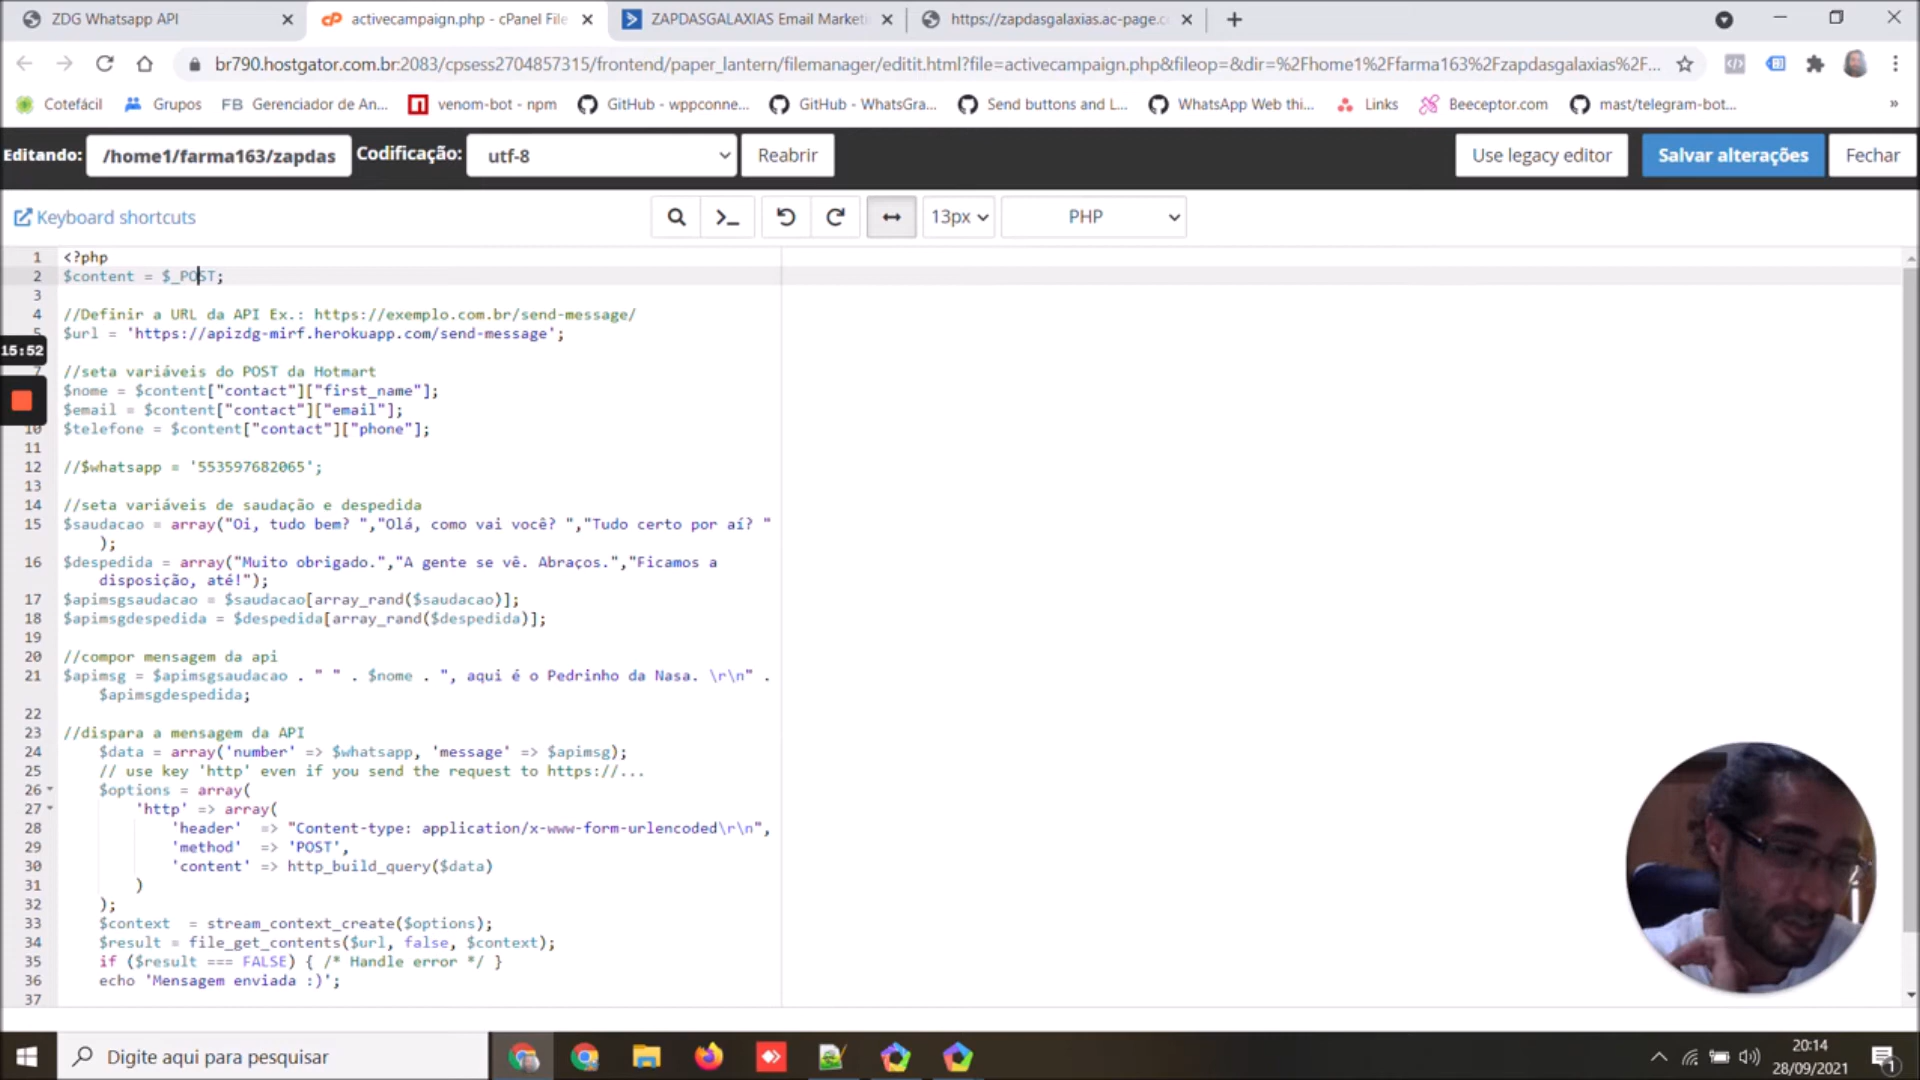 ZDG Whatsapp API
activecampaign.php - cPanel File
ZAPDASGALAXIAS Email Marketi
https://zapdasgalaxias.ac-page.c
br790.hostgator.com.br:2083/cpsess2704857315/frontend/paper_lantern/filemanager/editit.html?file=activecampaign.php&fileop=&dir=%2Fhome1%2Ffarma163%2Fzapdasgalaxias%2F...
Cotefácil
Grupos
FB Gerenciador de An...
venom-bot - npm
GitHub - wppconne...
GitHub - WhatsGra...
Send buttons and L...
WhatsApp Web thi...
Links
Beeceptor.com
mast/telegram-bot...
»
Editando: /home1/farma163/zapdas Codificação: utf-8 Reabrir Use legacy editor Salvar alterações Fechar
Keyboard shortcuts 13px PHP
1 <?php
2 $content = $_POST;
3
4 //Definir a URL da API Ex.: https://exemplo.com.br/send-message/
5 $url = 'https://apizdg-mirf.herokuapp.com/send-message';
15:52
7 //seta variáveis do POST da Hotmart
$nome = $content["contact"]["first_name"];
$email = $content["contact"]["email"];
10 $telefone = $content["contact"]["phone"];
11
12 //$whatsapp = '553597682065';
13
14 //seta variáveis de saudação e despedida
15 $saudacao = array("Oi, tudo bem? ","Olá, como vai você? ","Tudo certo por aí? "
);
16 $despedida = array("Muito obrigado.","A gente se vê. Abraços.","Ficamos a
disposição, até!");
17 $apimsgsaudacao = $saudacao[array_rand($saudacao)];
18 $apimsgdespedida = $despedida[array_rand($despedida)];
19
20 //compor mensagem da api
21 $apimsg = $apimsgsaudacao . " " . $nome . ", aqui é o Pedrinho da Nasa. \r\n" .
$apimsgdespedida;
22
23 //dispara a mensagem da API
24 $data = array('number' => $whatsapp, 'message' => $apimsg);
25 // use key 'http' even if you send the request to https://...
26 $options = array(
27 'http' => array(
28 'header' => "Content-type: application/x-www-form-urlencoded\r\n",
29 'method' => 'POST',
30 'content' => http_build_query($data)
31 )
32 );
33 $context = stream_context_create($options);
34 $result = file_get_contents($url, false, $context);
35 if ($result === FALSE) { /* Handle error */ }
36 echo 'Mensagem enviada :)';
37
Digite aqui para pesquisar
20:14
28/09/2021
1